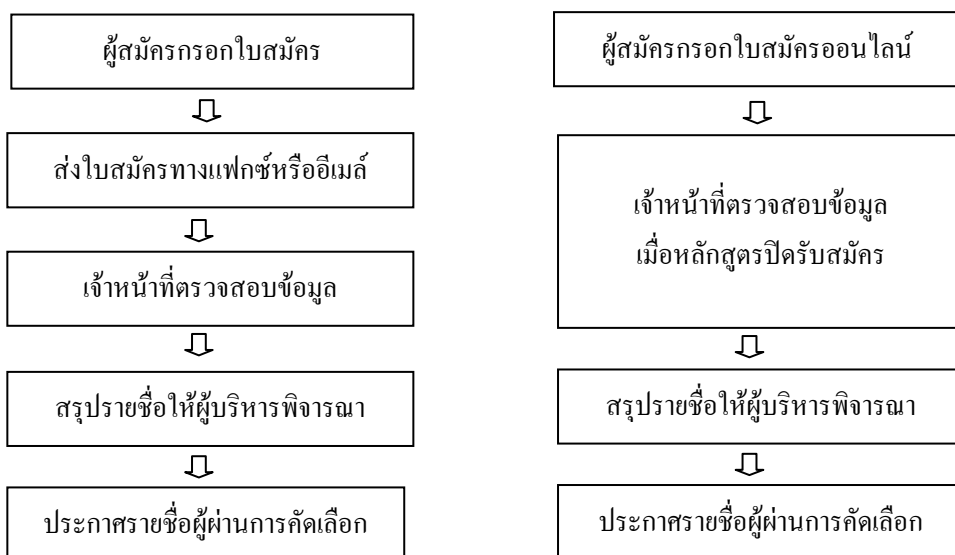 ผู้สมัครกรอกใบสมัคร
ส่งใบสมัครทางแฟกซ์หรืออีเมล์
เจ้าหน้าที่ตรวจสอบข้อมูล
สรุปรายชื่อให้ผู้บริหารพิจารณา
ประกาศรายชื่อผู้ผ่านการคัดเลือก
ผู้สมัครกรอกใบสมัครออนไลน์
เจ้าหน้าที่ตรวจสอบข้อมูล
เมื่อหลักสูตรปิดรับสมัคร
สรุปรายชื่อให้ผู้บริหารพิจารณา
ประกาศรายชื่อผู้ผ่านการคัดเลือก